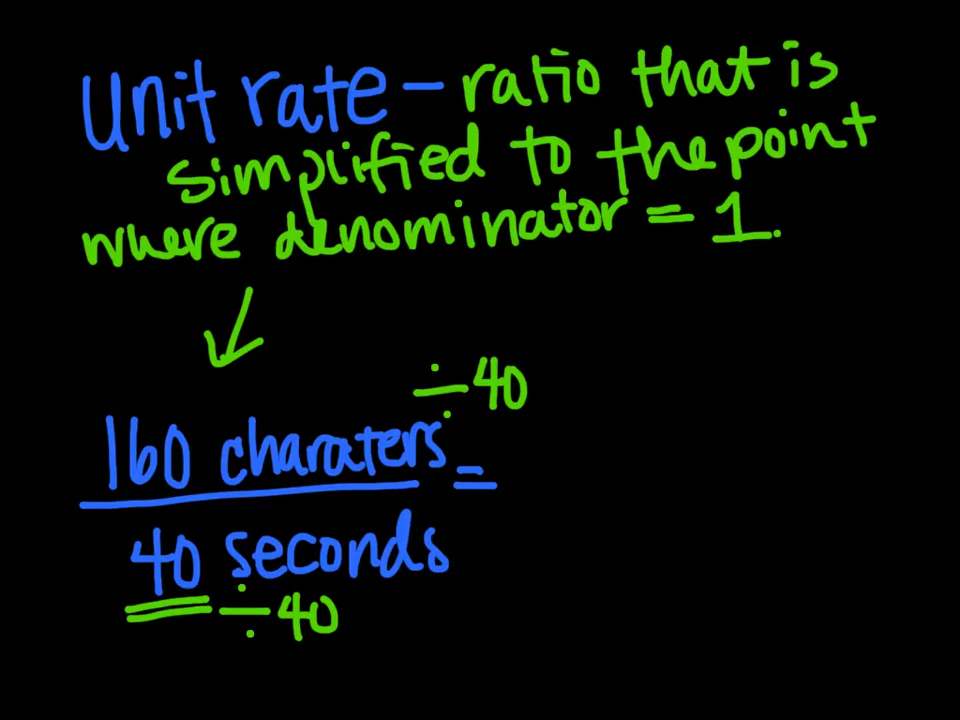 Unit rate - ratio that is
simplified to the point
where denominator = 1.
÷ 40
160 charaters =
40 seconds
÷ 40